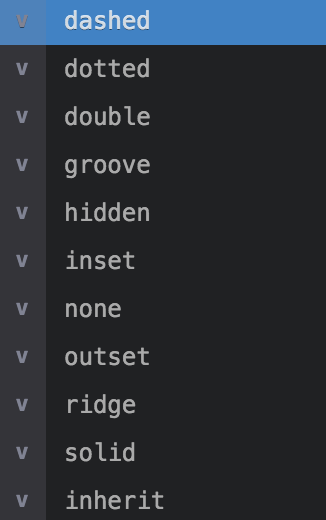 v dashed
v dotted
v double
v groove
v hidden
v inset
v none
v outset
v ridge
v solid
v inherit